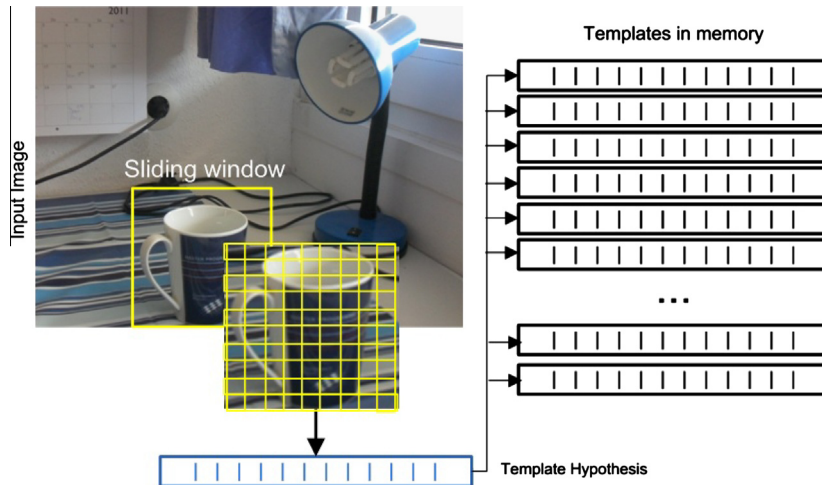 2011
Templates in memory
Input Image
Sliding window
...
Template Hypothesis